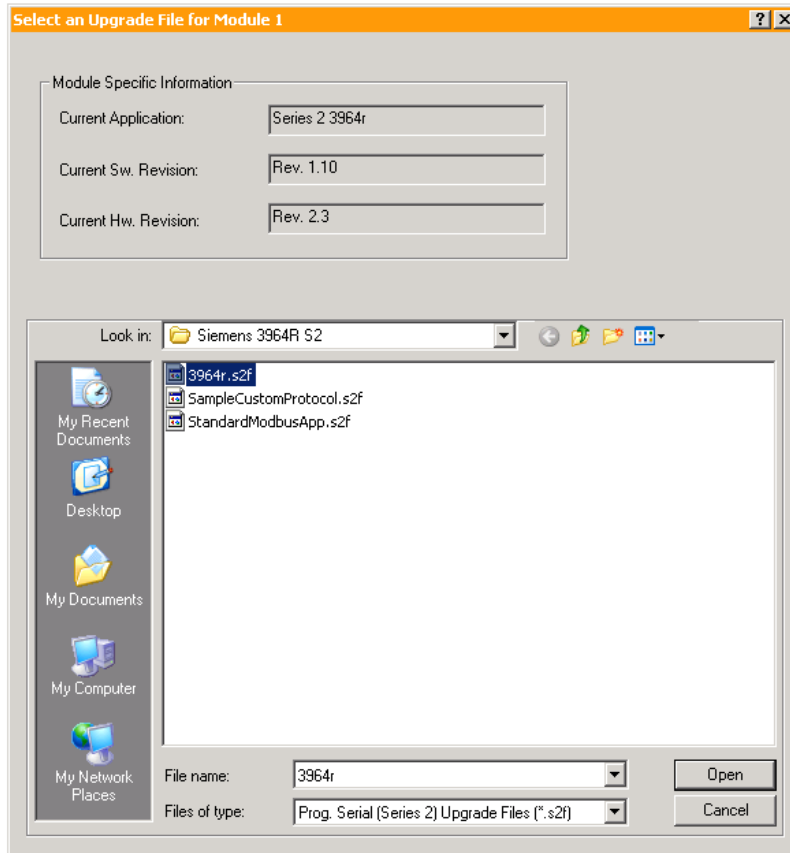 Select an Upgrade File for Module 1
Module Specific Information
Current Application: Series 2 3964r
Current Sw. Revision: Rev. 1.10
Current Hw. Revision: Rev. 2.3
Look in: Siemens 3964R S2
3964r.s2f
SampleCustomProtocol.s2f
StandardModbusApp.s2f
My Recent
Documents
Desktop
My Documents
My Computer
My Network
Places
File name: 3964r Open
Files of type: Prog. Serial (Series 2) Upgrade Files (*.s2f) Cancel